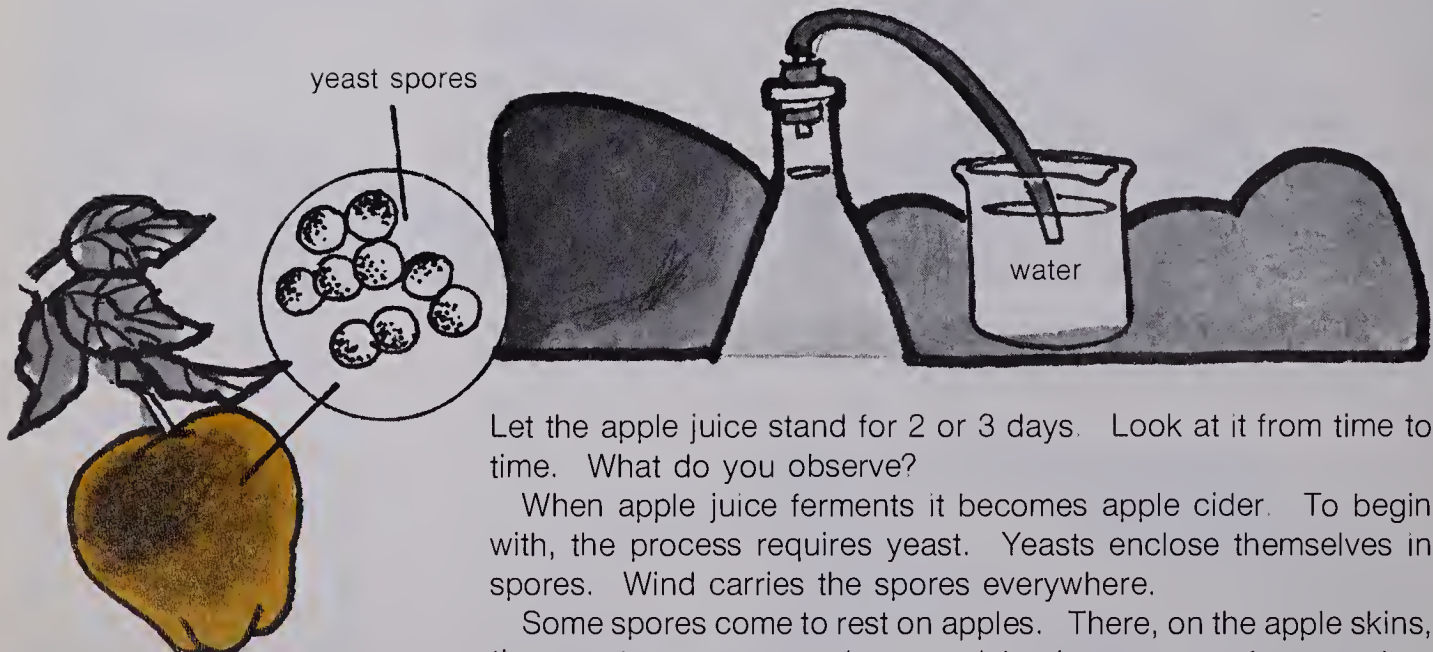 yeast spores
water
Let the apple juice stand for 2 or 3 days. Look at it from time to
time. What do you observe?
When apple juice ferments it becomes apple cider. To begin
with, the process requires yeast. Yeasts enclose themselves in
spores. Wind carries the spores everywhere.
Some spores come to rest on apples. There, on the apple skins,